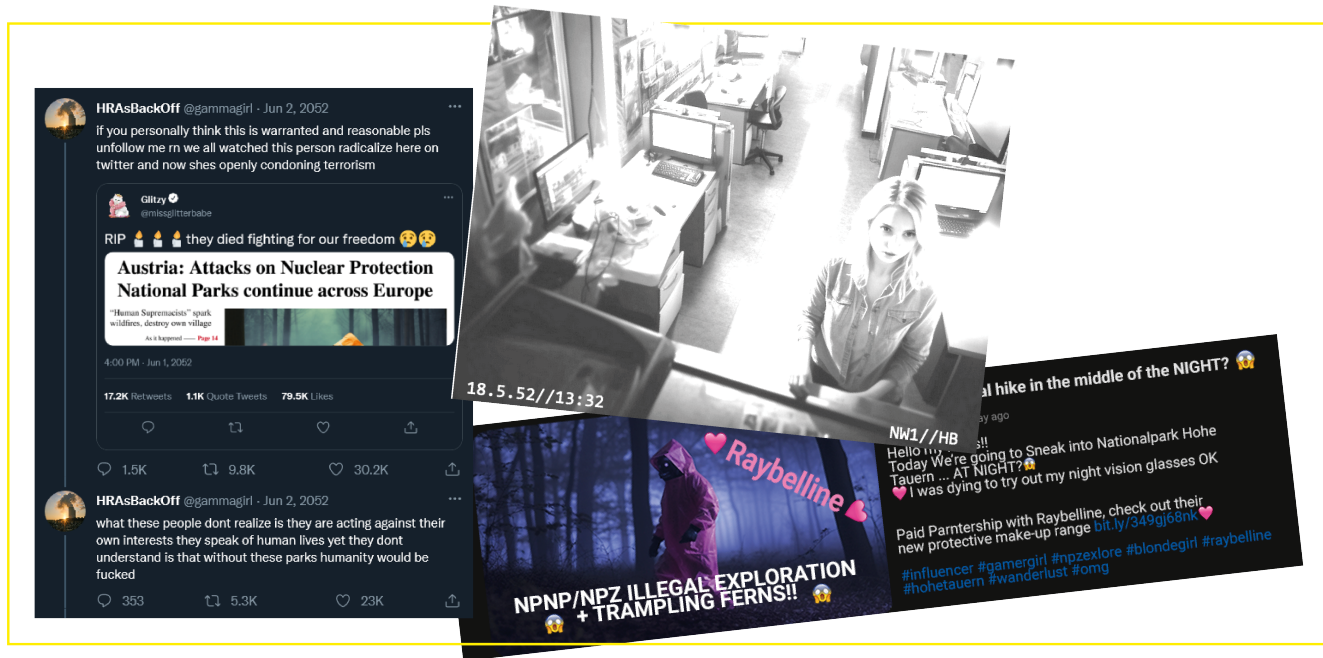 HRAsBackOff @gammagirl · Jun 2, 2052
if you personally think this is warranted and reasonable pls
unfollow me rn we all watched this person radicalize here on
twitter and now shes openly condoning terrorism
Glitzy
@missglitterbabe
RIP 🕯️ 🕯️ 🕯️ they died fighting for our freedom 😢😢
Austria: Attacks on Nuclear Protection
National Parks continue across Europe
“Human Supremacists” spark
wildfires, destroy own village
As it happened —— Page 14
4:00 PM · Jun 1, 2052
17.2K Retweets 1.1K Quote Tweets 79.5K Likes
1.5K 9.8K 30.2K
HRAsBackOff @gammagirl · Jun 2, 2052
what these people dont realize is they are acting against their
own interests they speak of human lives yet they dont
understand is that without these parks humanity would be
fucked
353 5.3K 23K
18.5.52//13:32
NW1//HB
💗Raybelline💗
NPNP/NPZ ILLEGAL EXPLORATION
😱 + TRAMPLING FERNS!! 😱
hike in the middle of the NIGHT? 😱
ago
Hello
Today We're going to Sneak into Nationalpark Hohe
Tauern ... AT NIGHT?😱
💗I was dying to try out my night vision glasses OK
Paid Parntership with Raybelline, check out their
new protective make-up range bit.ly/349gj68nk💗
#influencer #gamergirl #npzexlore #blondegirl #raybelline
#hohetauern #wanderlust #omg